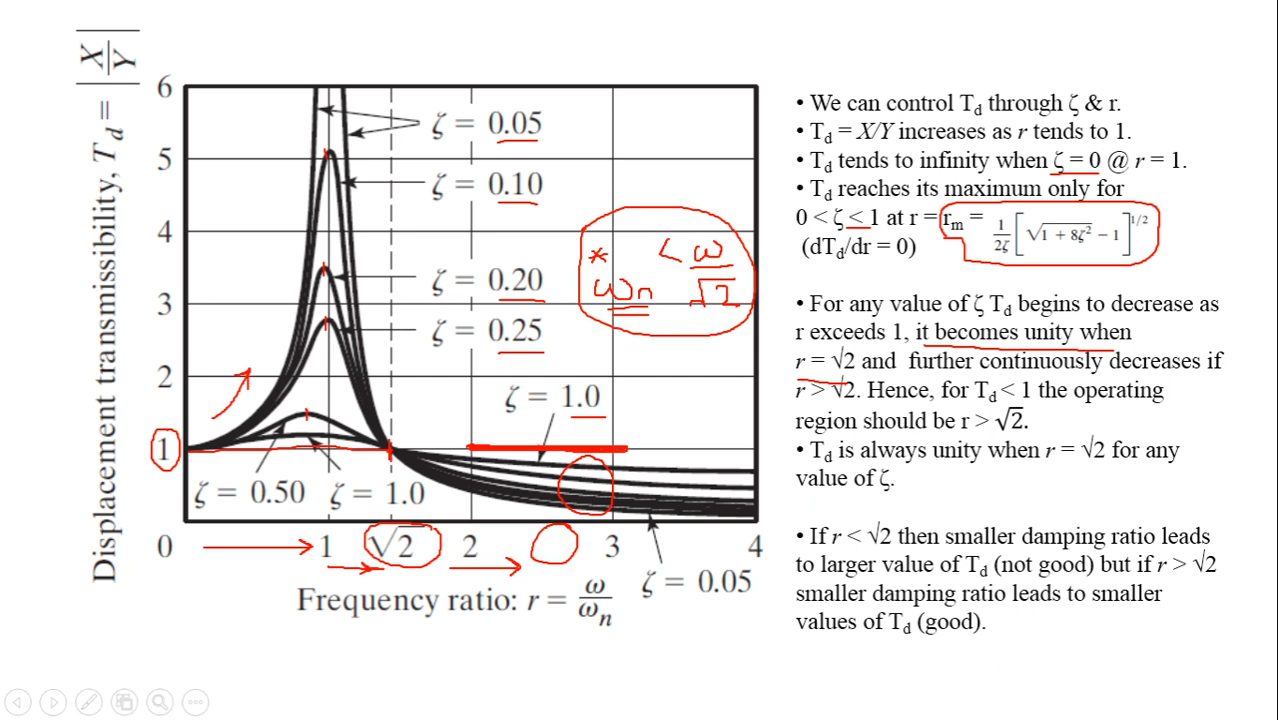 Displacement transmissibility, T_d = |X/Y|
6
5
4
3
2
1
0
1
√2
2
3
4
ζ = 0.05
ζ = 0.10
ζ = 0.20
ζ = 0.25
ζ = 1.0
ζ = 0.50
ζ = 1.0
ζ = 0.05
Frequency ratio: r = ω/ω_n
* ω_n < ω/√2
• We can control T_d through ζ & r.
• T_d = X/Y increases as r tends to 1.
• T_d tends to infinity when ζ = 0 @ r = 1.
• T_d reaches its maximum only for
0 < ζ < 1 at r = r_m = 1/2ζ [√1 + 8ζ² − 1]^1/2
(dT_d/dr = 0)
• For any value of ζ T_d begins to decrease as
r exceeds 1, it becomes unity when
r = √2 and further continuously decreases if
r > √2. Hence, for T_d < 1 the operating
region should be r > √2.
• T_d is always unity when r = √2 for any
value of ζ.
• If r < √2 then smaller damping ratio leads
to larger value of T_d (not good) but if r > √2
smaller damping ratio leads to smaller
values of T_d (good).